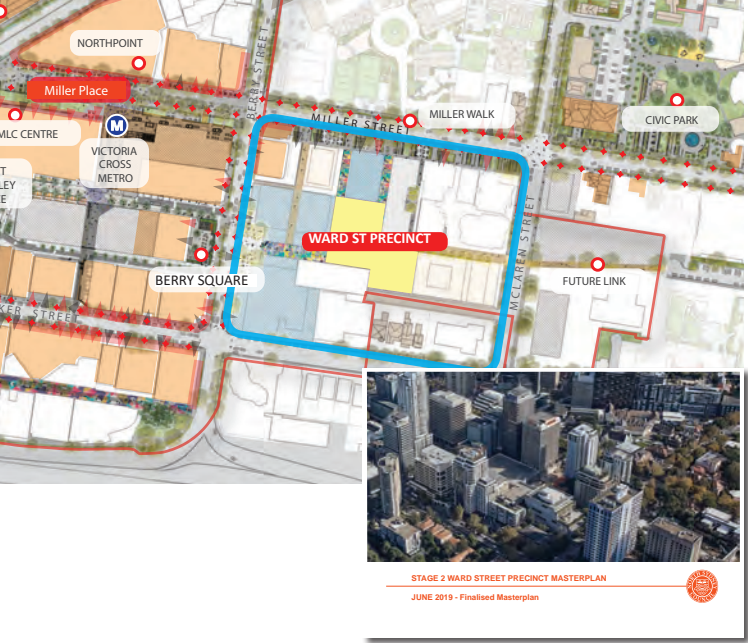 NORTHPOINT
Miller Place
BERRY STREET
MILLER STREET
MILLER WALK
CIVIC PARK
MLC CENTRE
M
VICTORIA
CROSS
METRO
WARD ST PRECINCT
MCLAREN STREET
BERRY SQUARE
FUTURE LINK
STREET
STAGE 2 WARD STREET PRECINCT MASTERPLAN
JUNE 2019 - Finalised Masterplan